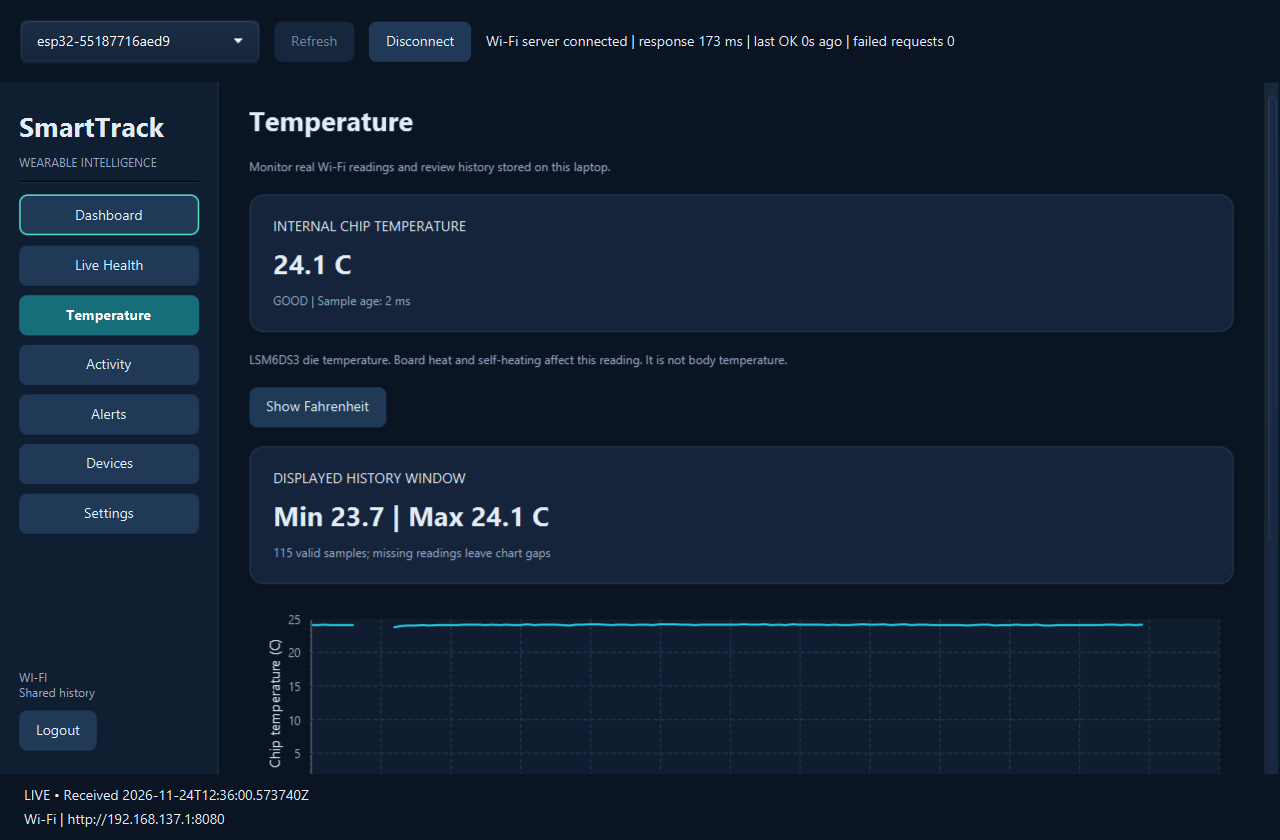 esp32-55187716aed9
Refresh
Disconnect
Wi-Fi server connected | response 173 ms | last OK 0s ago | failed requests 0
SmartTrack
WEARABLE INTELLIGENCE
Dashboard
Live Health
Temperature
Activity
Alerts
Devices
Settings
WI-FI
Shared history
Logout
Temperature
Monitor real Wi-Fi readings and review history stored on this laptop.
INTERNAL CHIP TEMPERATURE
24.1 C
GOOD | Sample age: 2 ms
LSM6DS3 die temperature. Board heat and self-heating affect this reading. It is not body temperature.
Show Fahrenheit
DISPLAYED HISTORY WINDOW
Min 23.7 | Max 24.1 C
115 valid samples; missing readings leave chart gaps
Chip temperature (C)
25
20
15
10
5
LIVE • Received 2026-11-24T12:36:00.573740Z
Wi-Fi | http://192.168.137.1:8080